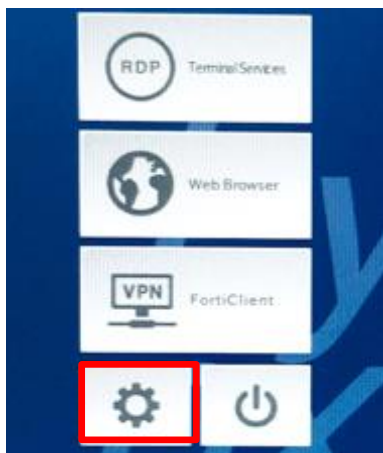 RDP
Terminal Services
Web Browser
VPN
FortiClient